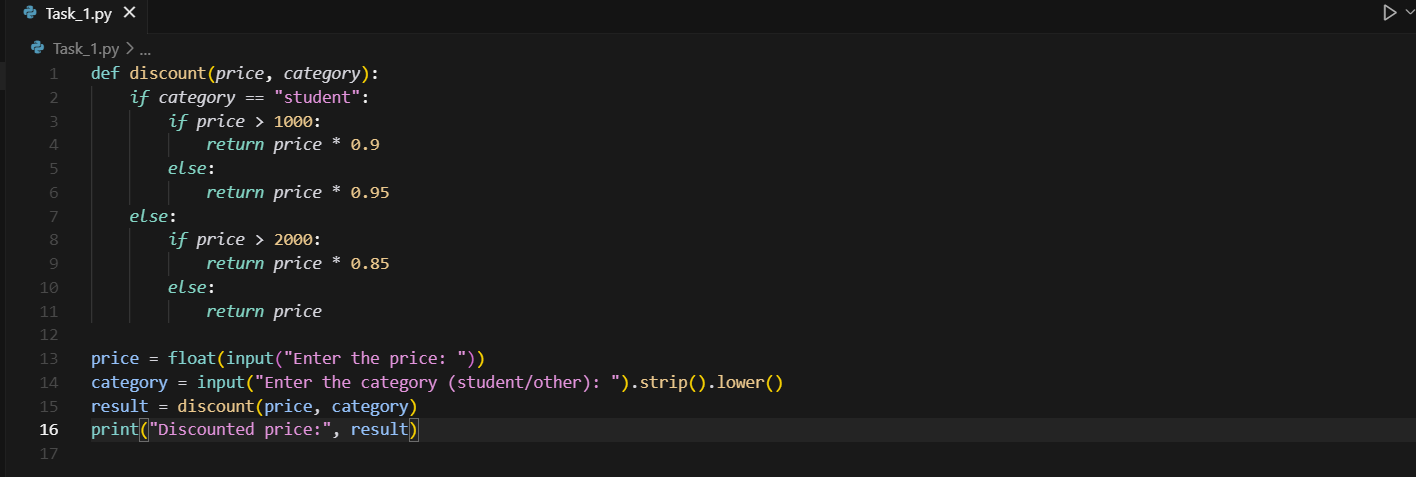 Task_1.py
Task_1.py > ...
1 def discount(price, category):
2     if category == "student":
3         if price > 1000:
4             return price * 0.9
5         else:
6             return price * 0.95
7     else:
8         if price > 2000:
9             return price * 0.85
10         else:
11             return price
12
13 price = float(input("Enter the price: "))
14 category = input("Enter the category (student/other): ").strip().lower()
15 result = discount(price, category)
16 print("Discounted price:", result)
17